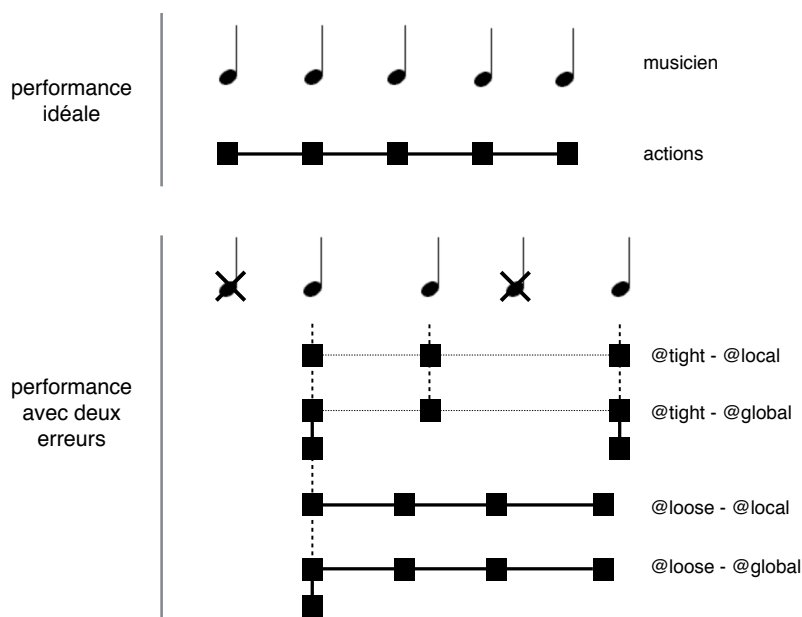 performance
idéale
musicien
actions
performance
avec deux
erreurs
@tight - @local
@tight - @global
@loose - @local
@loose - @global